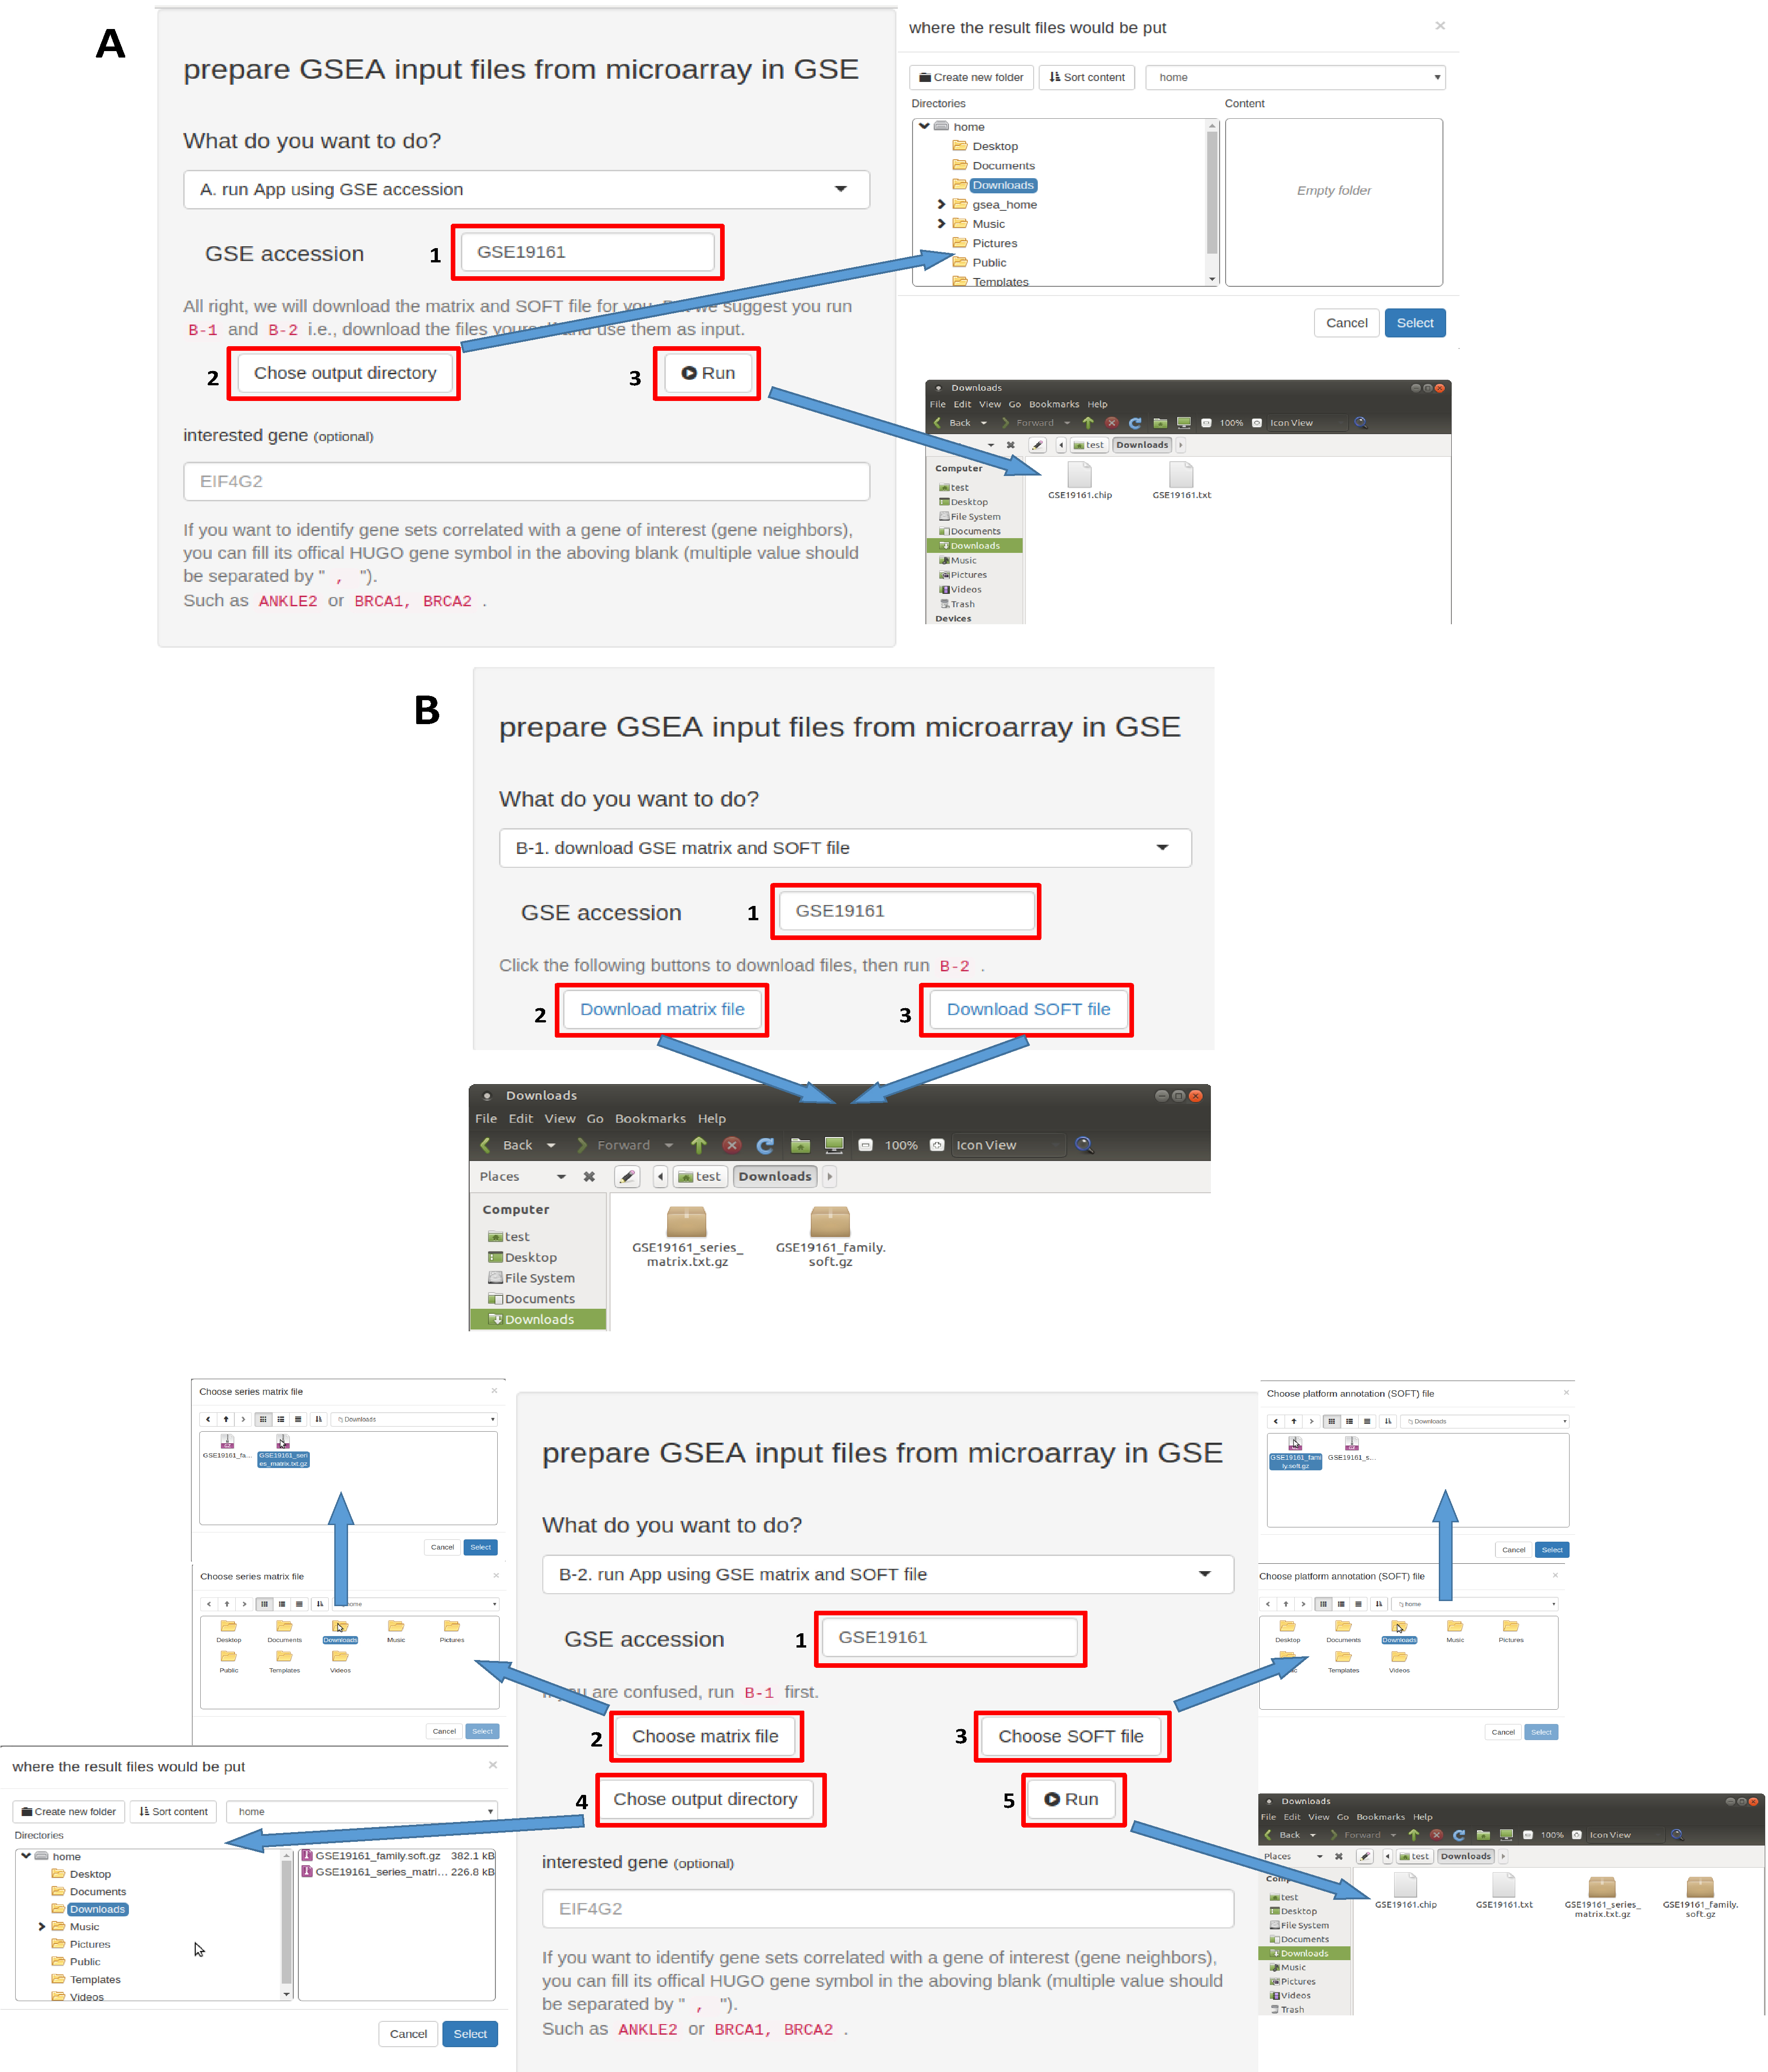 A
prepare GSEA input files from microarray in GSE
What do you want to do?
A. run App using GSE accession
GSE accession
1
GSE19161
All right, we will download the matrix and SOFT file for you. But we suggest you run
B-1 and B-2 i.e., download the files yourself and use them as input.
2
Chose output directory
3
Run
interested gene (optional)
EIF4G2
If you want to identify gene sets correlated with a gene of interest (gene neighbors),
you can fill its offical HUGO gene symbol in the aboving blank (multiple value should
be separated by " , ").
Such as ANKLE2 or BRCA1, BRCA2 .
where the result files would be put
×
Create new folder
Sort content
home
Directories
Content
home
Desktop
Documents
Downloads
gsea_home
Music
Pictures
Public
Templates
Empty folder
Cancel
Select
Downloads
File Edit View Go Bookmarks Help
Back Forward 100% Icon View
test Downloads
Computer
test
Desktop
File System
Documents
Downloads
Music
Pictures
Videos
Trash
Devices
GSE19161.chip
GSE19161.txt
B
prepare GSEA input files from microarray in GSE
What do you want to do?
B-1. download GSE matrix and SOFT file
GSE accession
1
GSE19161
Click the following buttons to download files, then run B-2 .
2
Download matrix file
3
Download SOFT file
Downloads
File Edit View Go Bookmarks Help
Back Forward 100% Icon View
Places test Downloads
Computer
test
Desktop
File System
Documents
Downloads
GSE19161_series_
matrix.txt.gz
GSE19161_family.
soft.gz
Choose series matrix file
×
Downloads
GSE19161_fa...
GSE19161_seri
es_matrix.txt.gz
Cancel
Select
Choose series matrix file
×
home
Desktop
Documents
Downloads
Music
Pictures
Public
Templates
Videos
Cancel
Select
prepare GSEA input files from microarray in GSE
What do you want to do?
B-2. run App using GSE matrix and SOFT file
GSE accession
1
GSE19161
If you are confused, run B-1 first.
2
Choose matrix file
3
Choose SOFT file
4
Chose output directory
5
Run
interested gene (optional)
EIF4G2
If you want to identify gene sets correlated with a gene of interest (gene neighbors),
you can fill its offical HUGO gene symbol in the aboving blank (multiple value should
be separated by " , ").
Such as ANKLE2 or BRCA1, BRCA2 .
Choose platform annotation (SOFT) file
×
Downloads
GSE19161_fami
ly.soft.gz
GSE19161_s...
Cancel
Select
Choose platform annotation (SOFT) file
×
home
Desktop
Documents
Downloads
Music
Pictures
Templates
Videos
Cancel
Select
where the result files would be put
×
Create new folder
Sort content
home
Directories
home
Desktop
Documents
Downloads
Music
Pictures
Public
Templates
Videos
GSE19161_family.soft.gz 382.1 kB
GSE19161_series_matri... 226.8 kB
Cancel
Select
Downloads
File Edit View Go Bookmarks Help
Back Forward 100% Icon View
Places test Downloads
test
Desktop
File System
Documents
Downloads
Music
Pictures
Videos
Trash
GSE19161.chip
GSE19161.txt
GSE19161_series_
matrix.txt.gz
GSE19161_family.
soft.gz